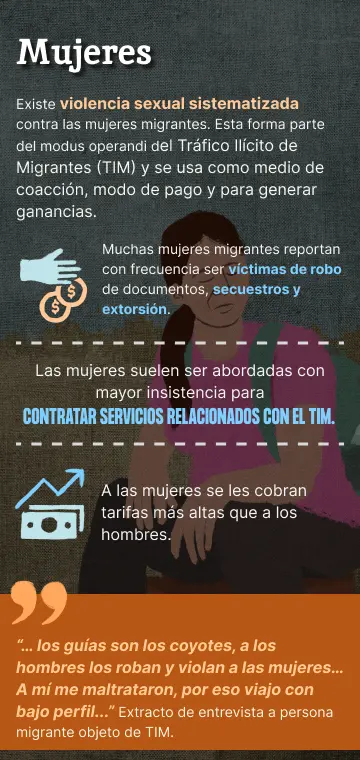 Mujeres
Existe violencia sexual sistematizada
contra las mujeres migrantes. Esta forma parte
del modus operandi del Tráfico Ilícito de
Migrantes (TIM) y se usa como medio de
coacción, modo de pago y para generar
ganancias.
Muchas mujeres migrantes reportan
con frecuencia ser víctimas de robo
de documentos, secuestros y
extorsión.
$
$
Las mujeres suelen ser abordadas con
mayor insistencia para
CONTRATAR SERVICIOS RELACIONADOS CON EL TIM.
A las mujeres se les cobran
tarifas más altas que a los
hombres.
”
“... los guías son los coyotes, a los
hombres los roban y violan a las mujeres...
A mí me maltrataron, por eso viajo con
bajo perfil...” Extracto de entrevista a persona
migrante objeto de TIM.